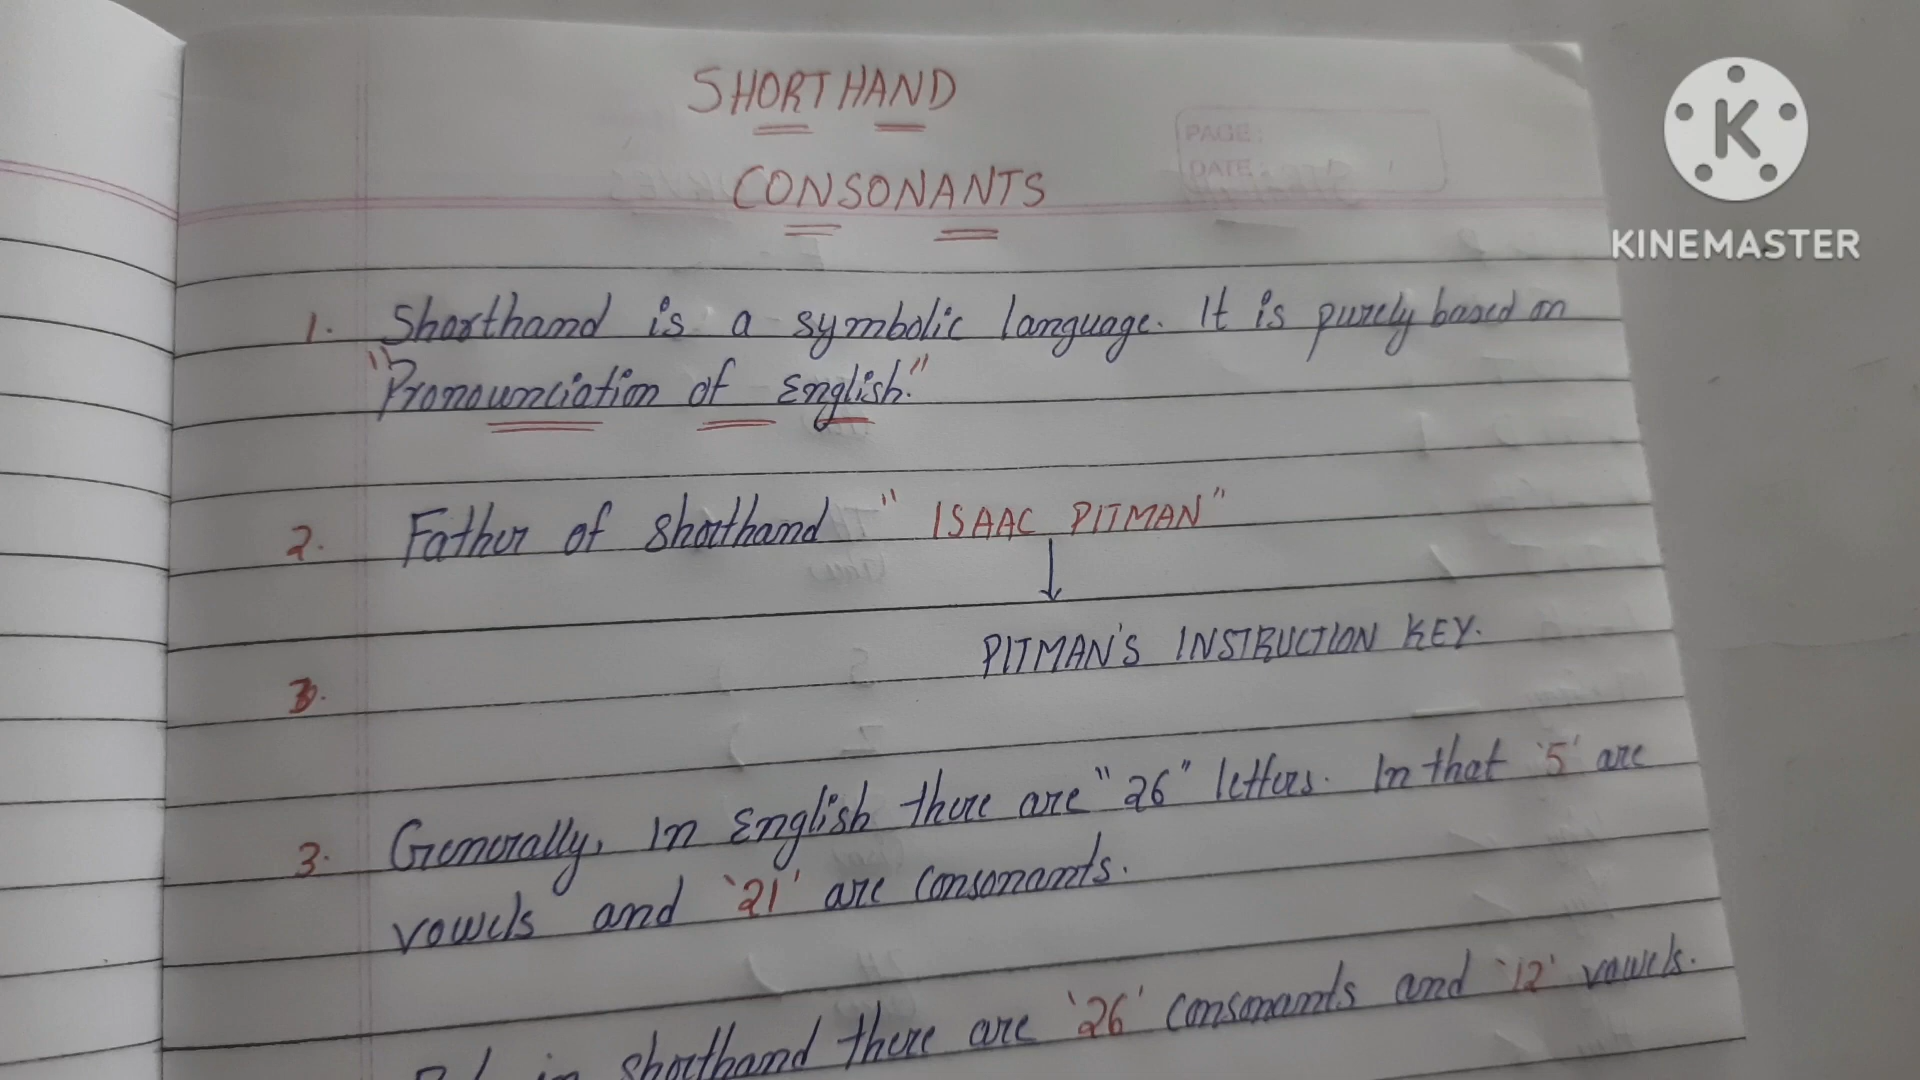 SHORTHAND
PAGE:
DATE:
CONSONANTS
KINEMASTER
1. Shorthand is a symbolic language. It is purely based on
"Pronounciation of English."
2. Father of Shorthand "ISAAC PITMAN"
PITMAN'S INSTRUCTION KEY.
3.
3. Generally, In English there are "26" letters. In that '5' are
vowels and '21' are consonants.
in shorthand there are '26' consonants and '12' vowels.